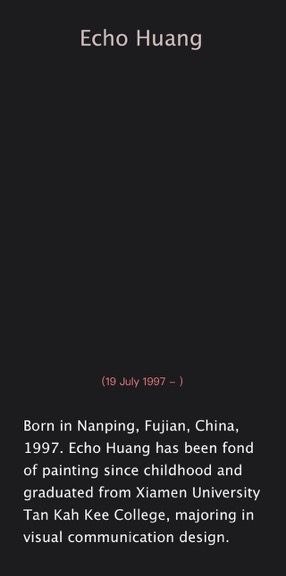 Echo Huang
(19 July 1997 – )
Born in Nanping, Fujian, China,
1997. Echo Huang has been fond
of painting since childhood and
graduated from Xiamen University
Tan Kah Kee College, majoring in
visual communication design.